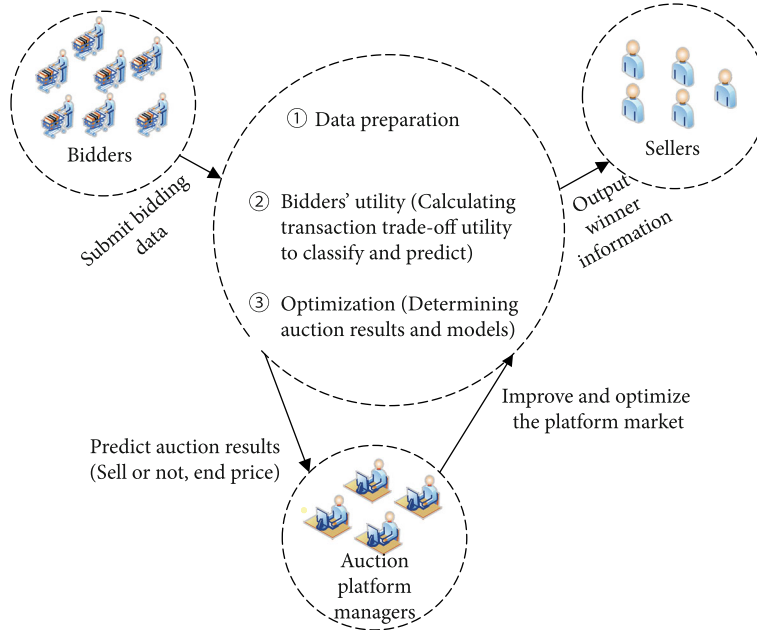 Bidders
Submit bidding
data
① Data preparation
② Bidders' utility (Calculating
transaction trade-off utility
to classify and predict)
③ Optimization (Determining
auction results and models)
Sellers
Output
winner
information
Predict auction results
(Sell or not, end price)
Improve and optimize
the platform market
Auction
platform
managers